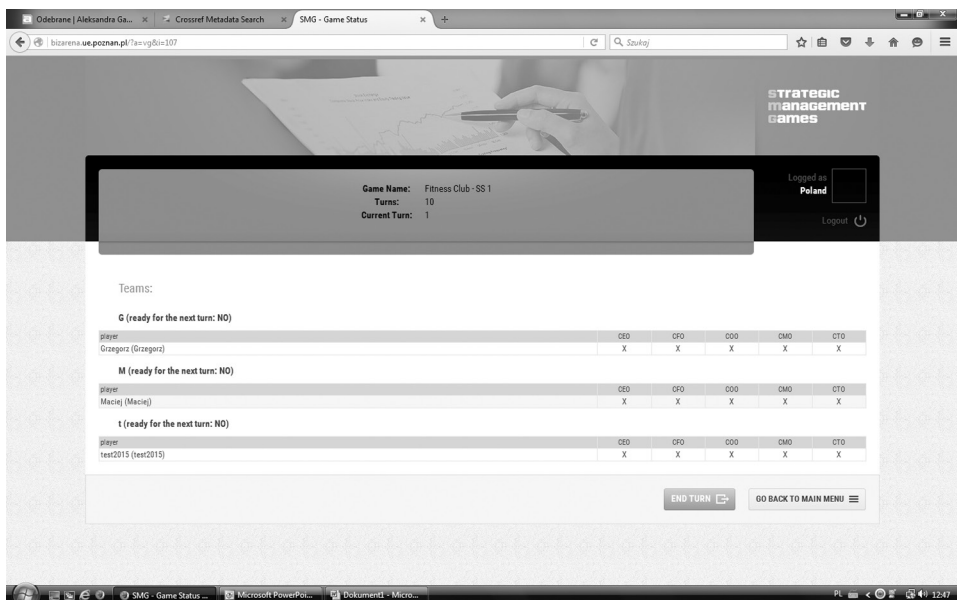 Odebrane | Aleksandra Ga... × Crossref Metadata Search × SMG - Game Status × +
bizarena.ue.poznan.pl/?a=vg&i=107 Szukaj
STRATEGIC
MANAGEMENT
GAMES
Logged as
Poland
Logout
Game Name: Fitness Club - SS 1
Turns: 10
Current Turn: 1
Teams:
G (ready for the next turn: NO)
player CEO CFO COO CMO CTO
Grzegorz (Grzegorz) X X X X X
M (ready for the next turn: NO)
player CEO CFO COO CMO CTO
Maciej (Maciej) X X X X X
t (ready for the next turn: NO)
player CEO CFO COO CMO CTO
test2015 (test2015) X X X X X
END TURN GO BACK TO MAIN MENU
SMG - Game Status ... Microsoft PowerPoi... Dokument1 - Micro... PL 12:47